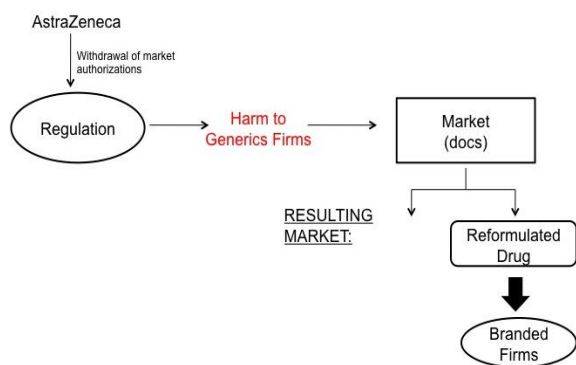 AstraZeneca
Withdrawal of market
authorizations
Regulation
Harm to
Generics Firms
Market
(docs)
RESULTING
MARKET:
Reformulated
Drug
Branded
Firms